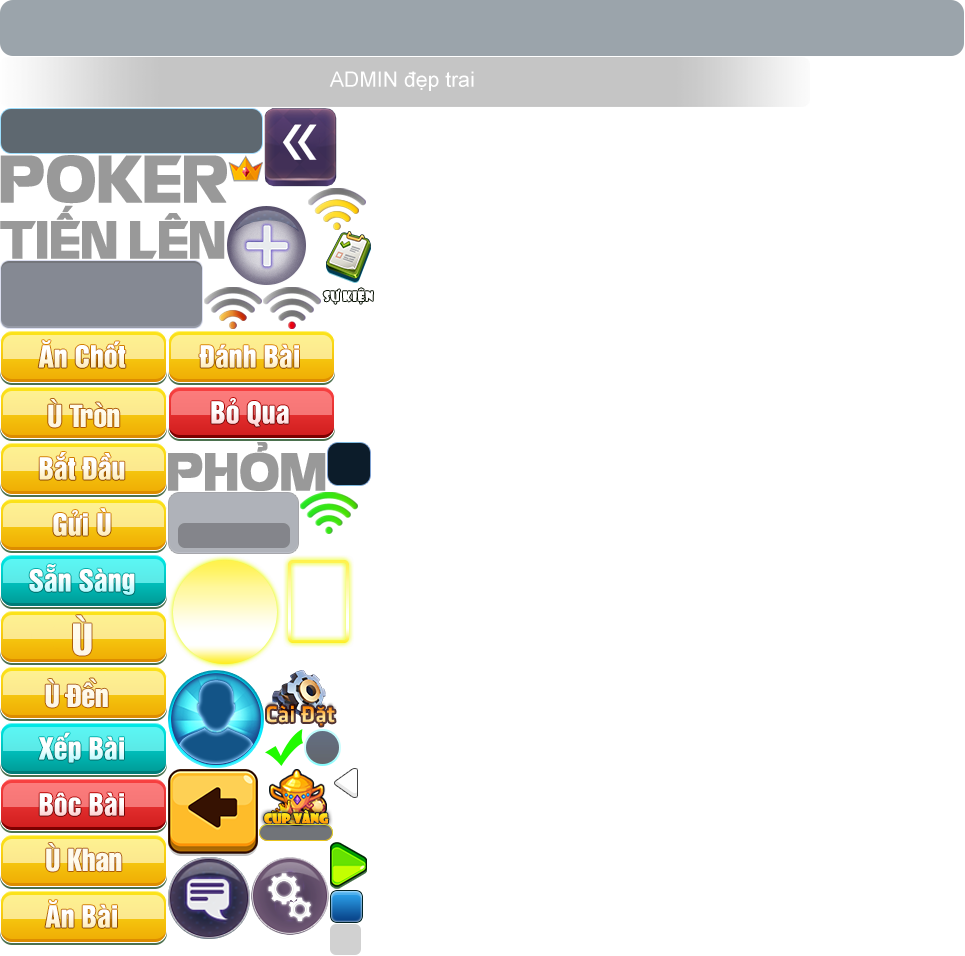 ADMIN đẹp trai
POKER
TIẾN LÊN
SỰ KIỆN
Ăn Chốt
Đánh Bài
Ù Tròn
Bỏ Qua
Bắt Đầu
PHỎM
Gửi Ù
Sẵn Sàng
Ù
Ù Đền
Cài Đặt
Xếp Bài
Bôc Bài
CÚP VÀNG
Ù Khan
Ăn Bài